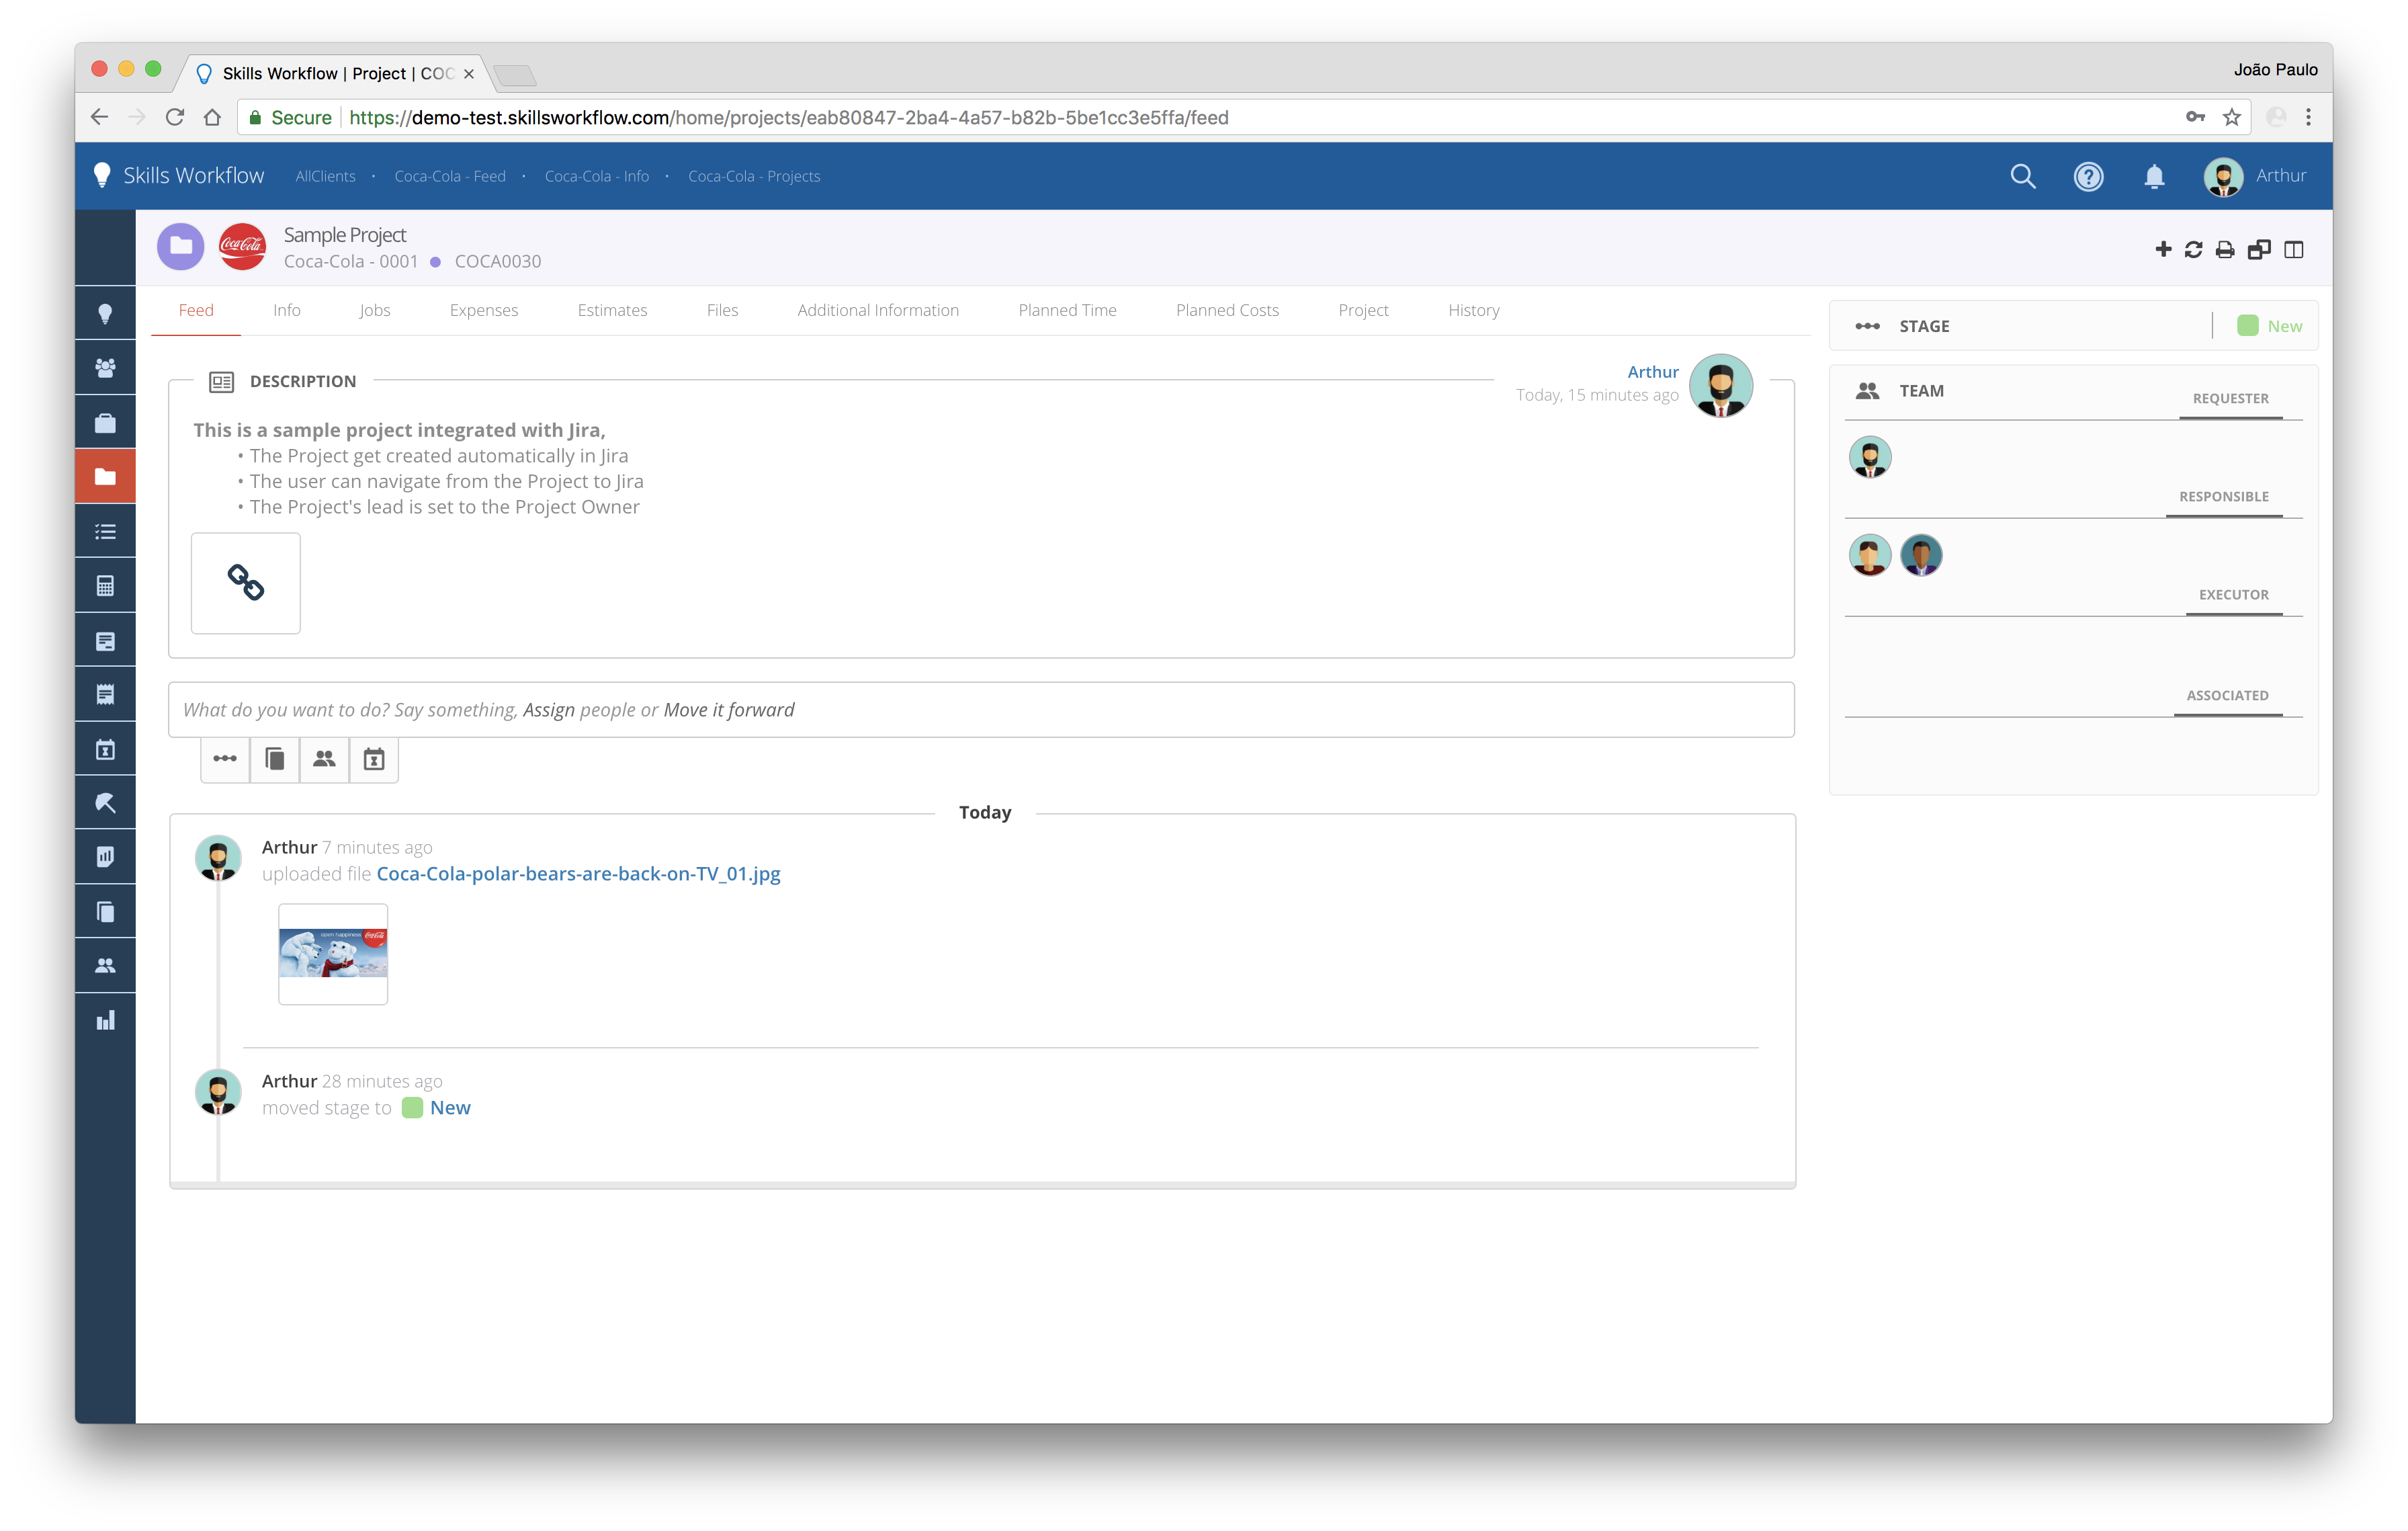 Skills Workflow | Project | COC
João Paulo
Secure
https://demo-test.skillsworkflow.com/home/projects/eab80847-2ba4-4a57-b82b-5be1cc3e5ffa/feed
Skills Workflow
AllClients • Coca-Cola - Feed • Coca-Cola - Info • Coca-Cola - Projects
Arthur
Coca-Cola
Sample Project
Coca-Cola - 0001 ● COCA0030
Feed Info Jobs Expenses Estimates Files Additional Information Planned Time Planned Costs Project History
STAGE
New
DESCRIPTION
Arthur
Today, 15 minutes ago
This is a sample project integrated with Jira,
• The Project get created automatically in Jira
• The user can navigate from the Project to Jira
• The Project's lead is set to the Project Owner
TEAM
REQUESTER
RESPONSIBLE
EXECUTOR
ASSOCIATED
What do you want to do? Say something, Assign people or Move it forward
Today
Arthur 7 minutes ago
uploaded file Coca-Cola-polar-bears-are-back-on-TV_01.jpg
open happiness
Coca-Cola
Arthur 28 minutes ago
moved stage to New